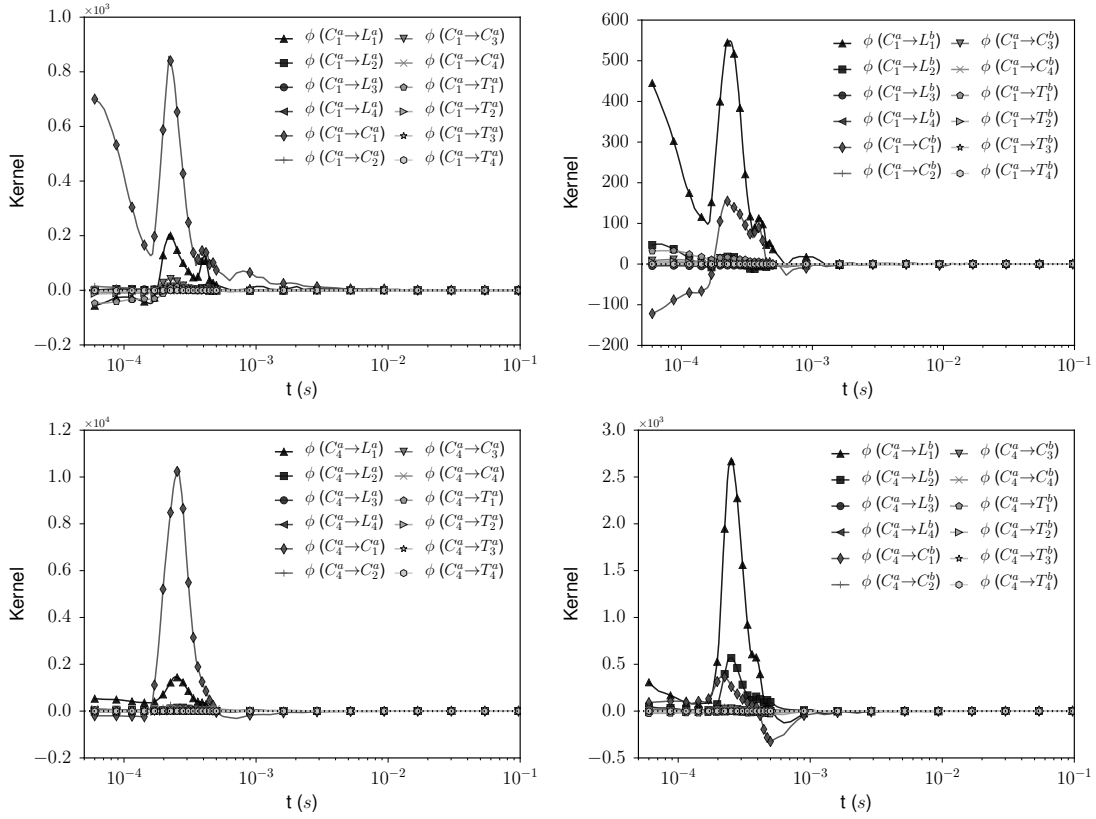 ×10³
1.0
0.8
0.6
0.4
0.2
0.0
−0.2
Kernel
10⁻⁴ 10⁻³ 10⁻² 10⁻¹
t (s)
ϕ (C₁ᵃ→L₁ᵃ) ϕ (C₁ᵃ→C₃ᵃ)
ϕ (C₁ᵃ→L₂ᵃ) ϕ (C₁ᵃ→C₄ᵃ)
ϕ (C₁ᵃ→L₃ᵃ) ϕ (C₁ᵃ→T₁ᵃ)
ϕ (C₁ᵃ→L₄ᵃ) ϕ (C₁ᵃ→T₂ᵃ)
ϕ (C₁ᵃ→C₁ᵃ) ϕ (C₁ᵃ→T₃ᵃ)
ϕ (C₁ᵃ→C₂ᵃ) ϕ (C₁ᵃ→T₄ᵃ)
600
500
400
300
200
100
0
−100
−200
Kernel
10⁻⁴ 10⁻³ 10⁻² 10⁻¹
t (s)
ϕ (C₁ᵃ→L₁ᵇ) ϕ (C₁ᵃ→C₃ᵇ)
ϕ (C₁ᵃ→L₂ᵇ) ϕ (C₁ᵃ→C₄ᵇ)
ϕ (C₁ᵃ→L₃ᵇ) ϕ (C₁ᵃ→T₁ᵇ)
ϕ (C₁ᵃ→L₄ᵇ) ϕ (C₁ᵃ→T₂ᵇ)
ϕ (C₁ᵃ→C₁ᵇ) ϕ (C₁ᵃ→T₃ᵇ)
ϕ (C₁ᵃ→C₂ᵇ) ϕ (C₁ᵃ→T₄ᵇ)
×10⁴
1.2
1.0
0.8
0.6
0.4
0.2
0.0
−0.2
Kernel
10⁻⁴ 10⁻³ 10⁻² 10⁻¹
t (s)
ϕ (C₄ᵃ→L₁ᵃ) ϕ (C₄ᵃ→C₃ᵃ)
ϕ (C₄ᵃ→L₂ᵃ) ϕ (C₄ᵃ→C₄ᵃ)
ϕ (C₄ᵃ→L₃ᵃ) ϕ (C₄ᵃ→T₁ᵃ)
ϕ (C₄ᵃ→L₄ᵃ) ϕ (C₄ᵃ→T₂ᵃ)
ϕ (C₄ᵃ→C₁ᵃ) ϕ (C₄ᵃ→T₃ᵃ)
ϕ (C₄ᵃ→C₂ᵃ) ϕ (C₄ᵃ→T₄ᵃ)
×10³
3.0
2.5
2.0
1.5
1.0
0.5
0.0
−0.5
Kernel
10⁻⁴ 10⁻³ 10⁻² 10⁻¹
t (s)
ϕ (C₄ᵃ→L₁ᵇ) ϕ (C₄ᵃ→C₃ᵇ)
ϕ (C₄ᵃ→L₂ᵇ) ϕ (C₄ᵃ→C₄ᵇ)
ϕ (C₄ᵃ→L₃ᵇ) ϕ (C₄ᵃ→T₁ᵇ)
ϕ (C₄ᵃ→L₄ᵇ) ϕ (C₄ᵃ→T₂ᵇ)
ϕ (C₄ᵃ→C₁ᵇ) ϕ (C₄ᵃ→T₃ᵇ)
ϕ (C₄ᵃ→C₂ᵇ) ϕ (C₄ᵃ→T₄ᵇ)